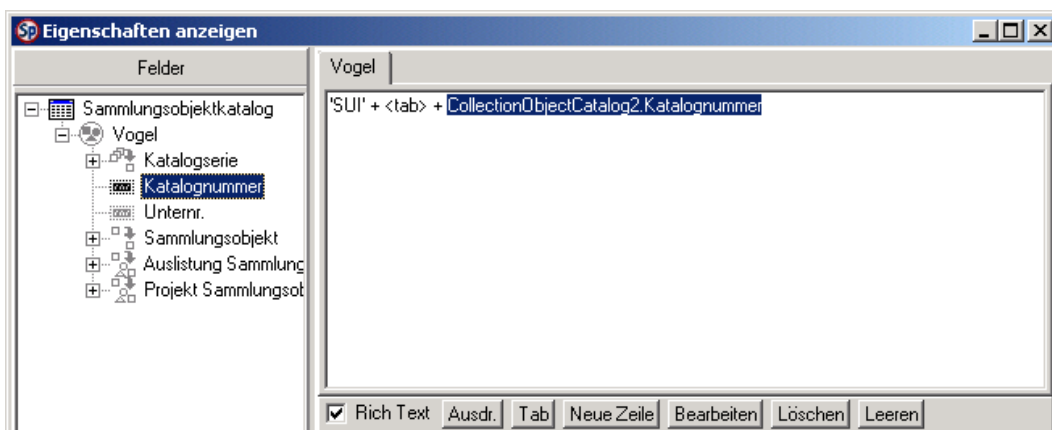 Sp Eigenschaften anzeigen
Felder
Sammlungsobjektkatalog
Vogel
Katalogserie
Katalognummer
Unternr.
Sammlungsobjekt
Auslistung Sammlung
Projekt Sammlungsob
Vogel
'SUI' + <tab> + CollectionObjectCatalog2.Katalognummer
Rich Text Ausdr. Tab Neue Zeile Bearbeiten Löschen Leeren